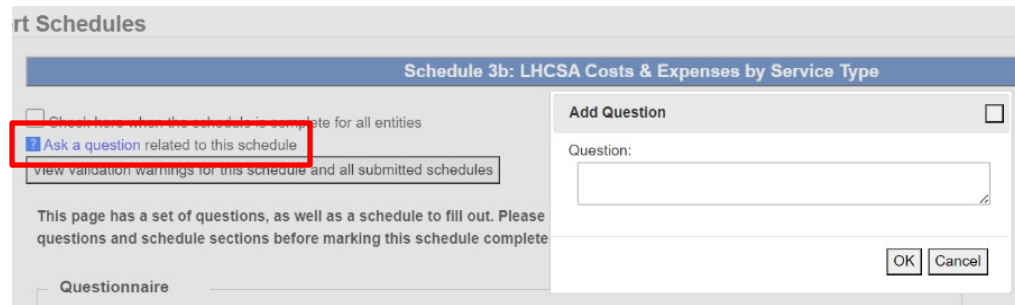 rt Schedules
Schedule 3b: LHCSA Costs & Expenses by Service Type
Check here when the schedule is complete for all entities
? Ask a question related to this schedule
View validation warnings for this schedule and all submitted schedules
This page has a set of questions, as well as a schedule to fill out. Please
questions and schedule sections before marking this schedule complete
Questionnaire
Add Question
Question:
OK Cancel